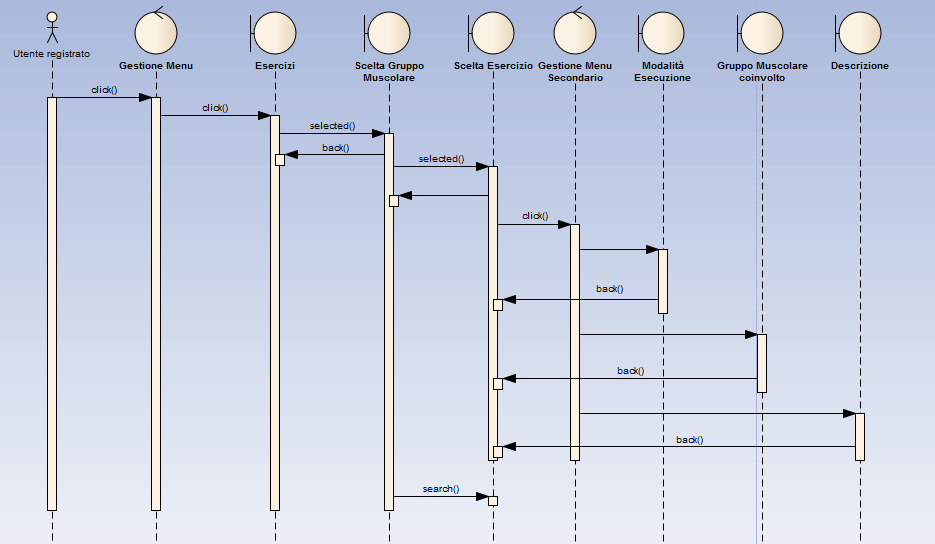 Utente registrato
Gestione Menu
Esercizi
Scelta Gruppo
Muscolare
Scelta Esercizio
Gestione Menu
Secondario
Modalità
Esecuzione
Gruppo Muscolare
coinvolto
Descrizione
click()
click()
selected()
back()
selected()
click()
back()
back()
back()
search()